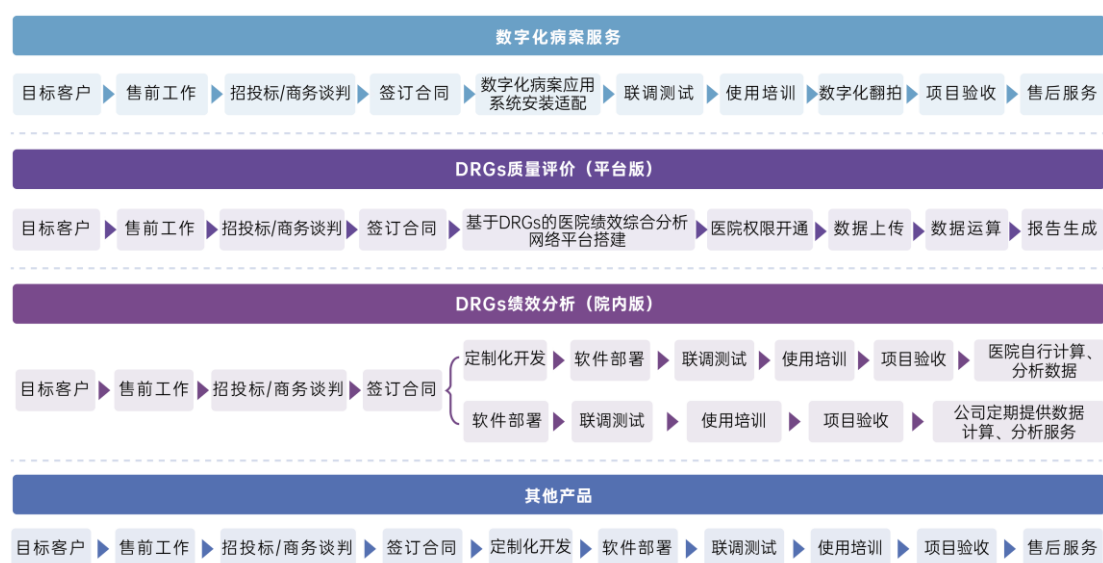 数字化病案服务
目标客户 售前工作 招投标/商务谈判 签订合同 数字化病案应用
系统安装适配 联调测试 使用培训 数字化翻拍 项目验收 售后服务
DRGs质量评价（平台版）
目标客户 售前工作 招投标/商务谈判 签订合同 基于DRGs的医院绩效综合分析
网络平台搭建 医院权限开通 数据上传 数据运算 报告生成
DRGs绩效分析（院内版）
目标客户 售前工作 招投标/商务谈判 签订合同
定制化开发 软件部署 联调测试 使用培训 项目验收 医院自行计算、
分析数据
软件部署 联调测试 使用培训 项目验收 公司定期提供数据
计算、分析服务
其他产品
目标客户 售前工作 招投标/商务谈判 签订合同 定制化开发 软件部署 联调测试 使用培训 项目验收 售后服务